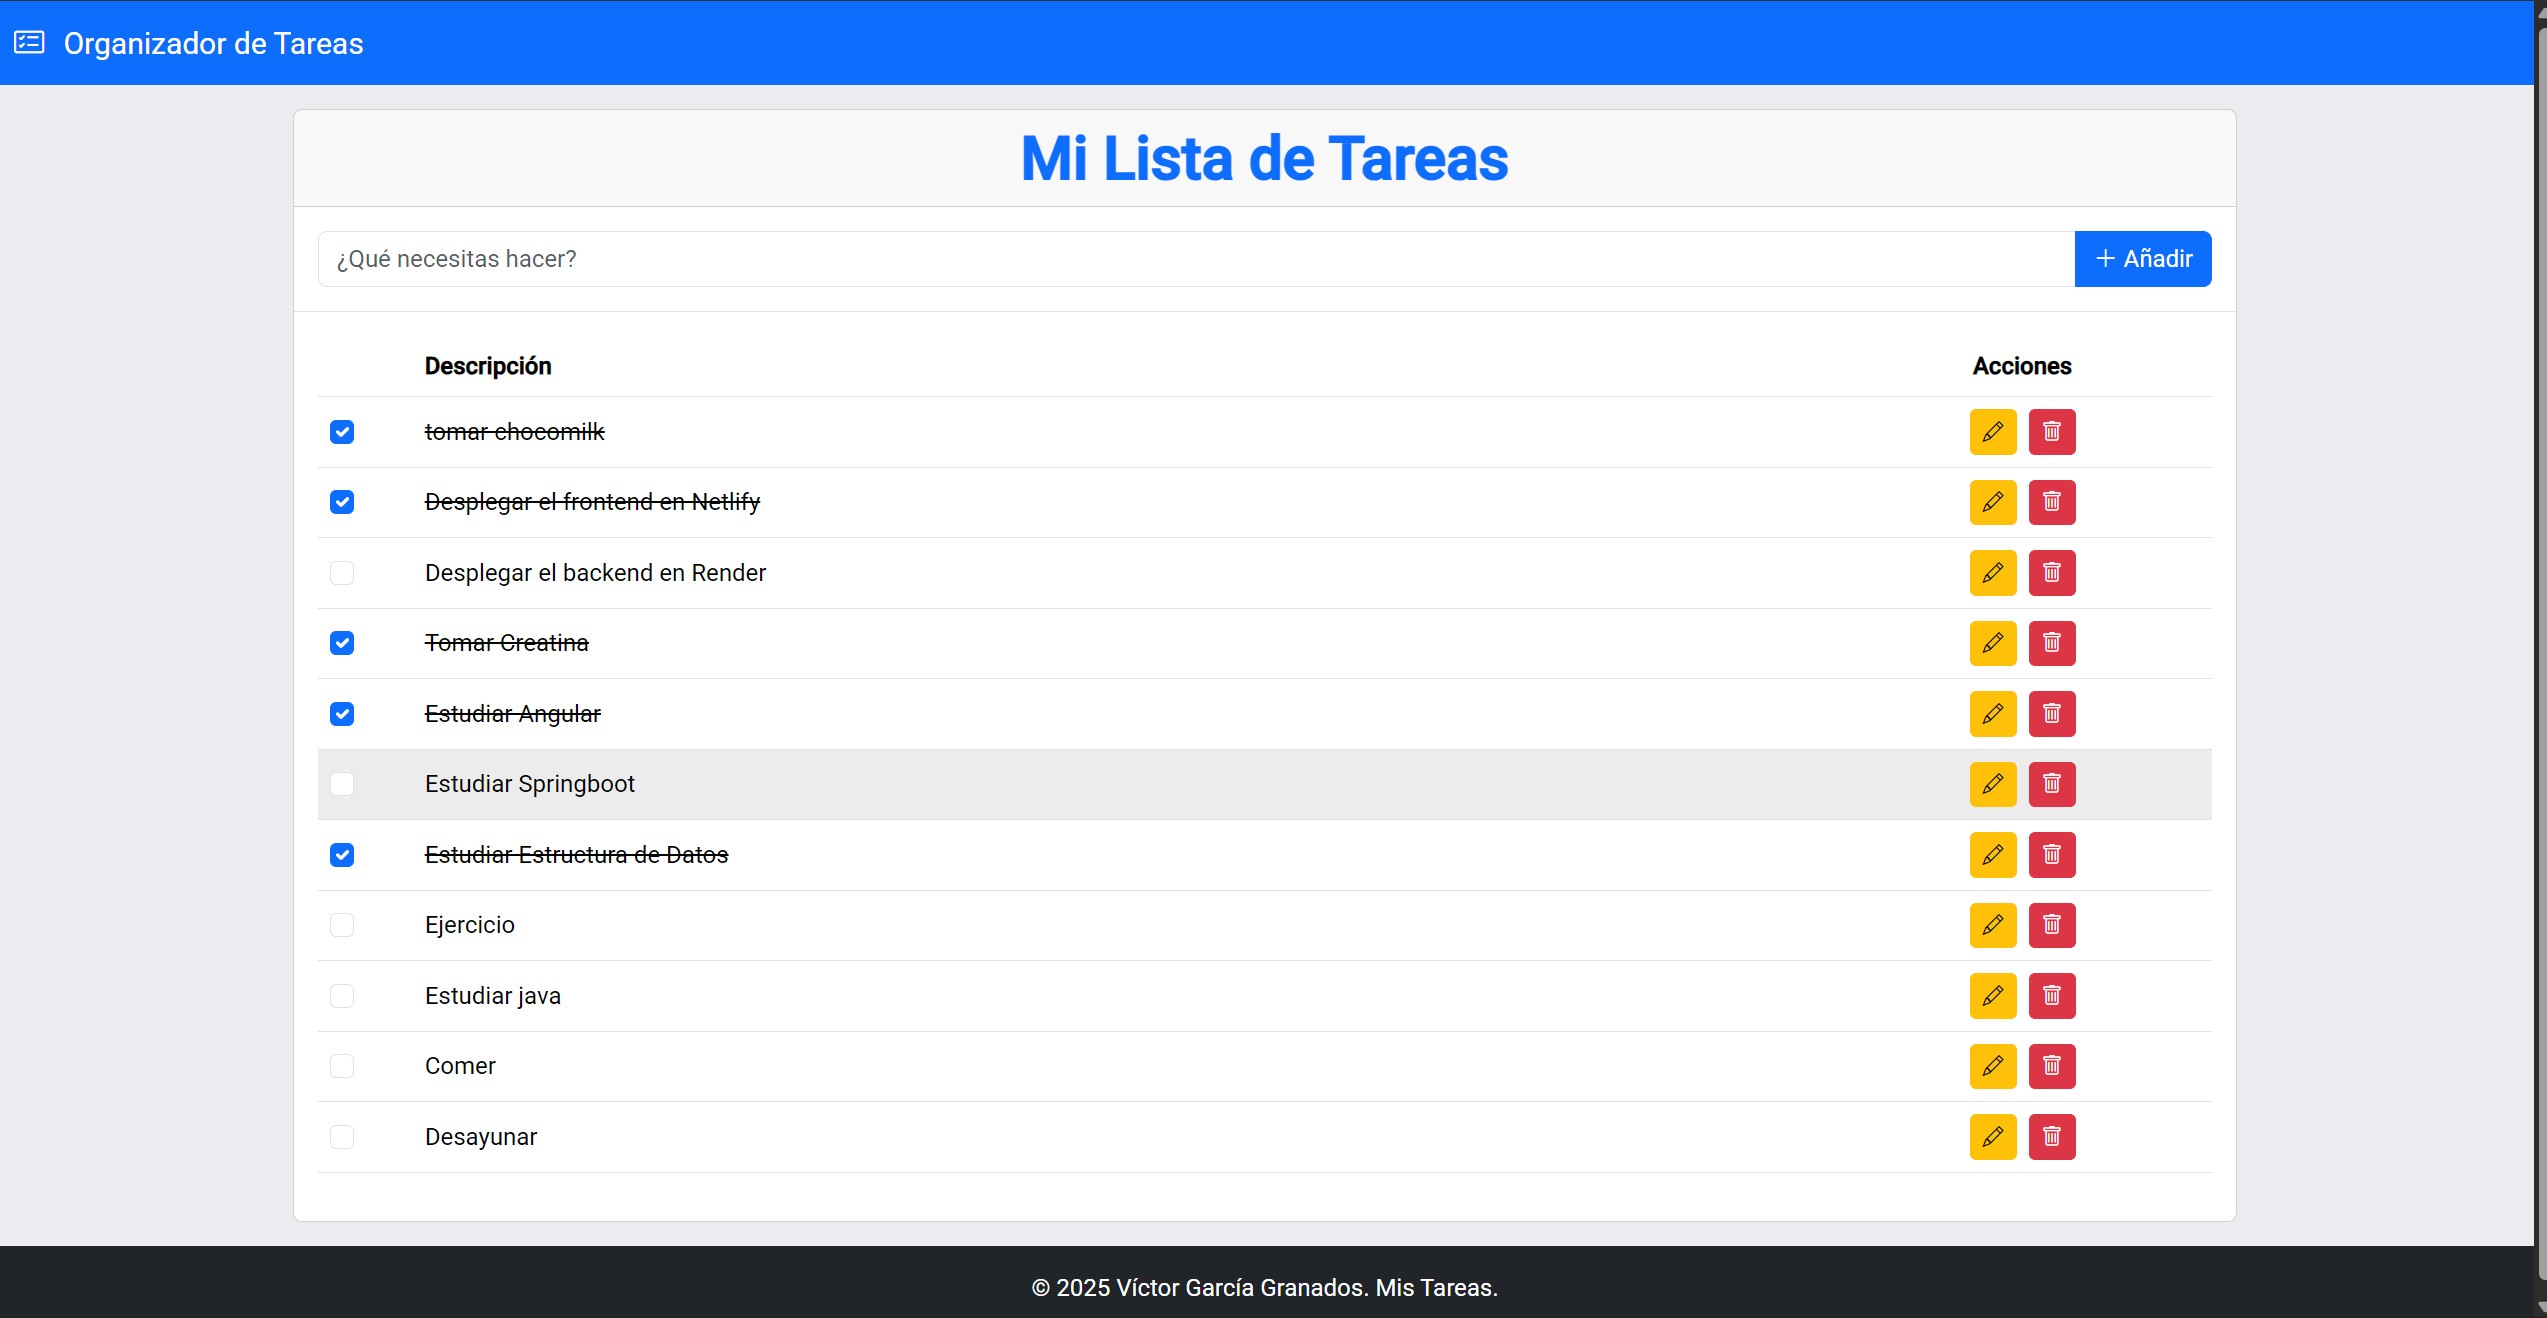 Organizador de Tareas
Mi Lista de Tareas
¿Qué necesitas hacer?
+ Añadir
Descripción Acciones
tomar chocomilk
Desplegar el frontend en Netlify
Desplegar el backend en Render
Tomar Creatina
Estudiar Angular
Estudiar Springboot
Estudiar Estructura de Datos
Ejercicio
Estudiar java
Comer
Desayunar
© 2025 Víctor García Granados. Mis Tareas.